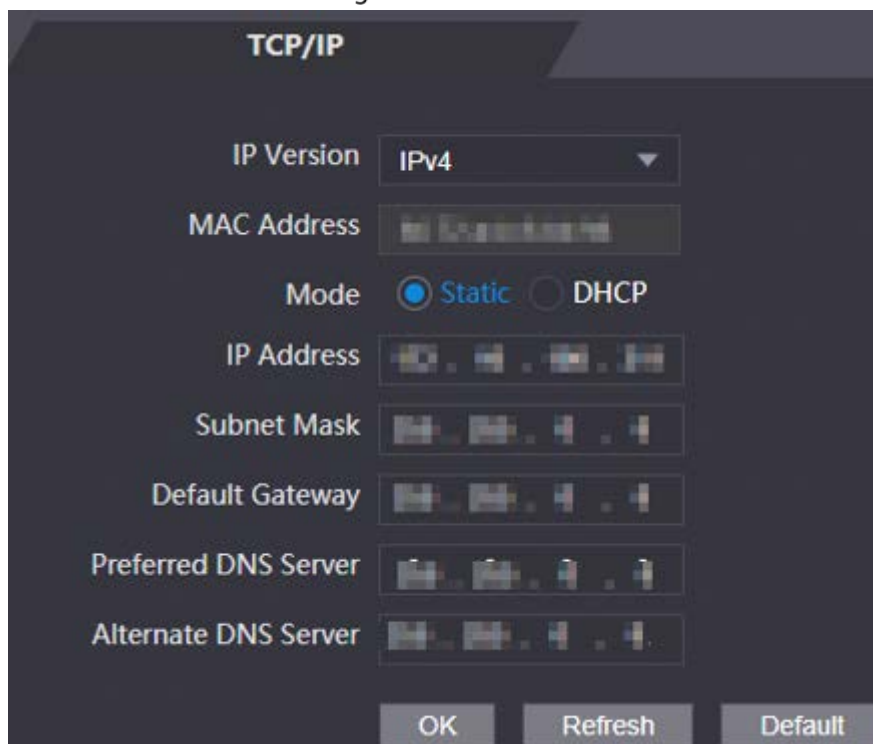 TCP/IP
IP Version IPv4
MAC Address
Mode Static DHCP
IP Address
Subnet Mask
Default Gateway
Preferred DNS Server
Alternate DNS Server
OK Refresh Default